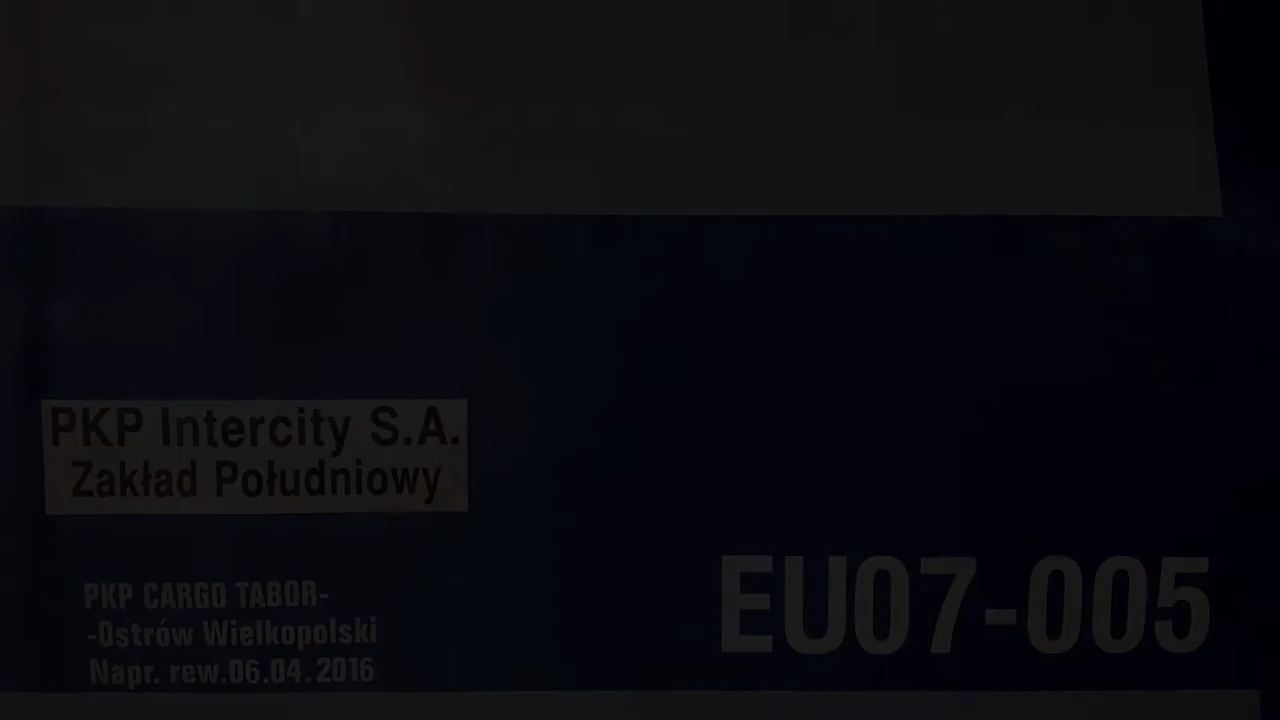 PKP Intercity S.A.
Zakład Południowy
PKP CARGO TABOR-
-Ostrów Wielkopolski
Napr. rew.06.04.2016
EU07-005